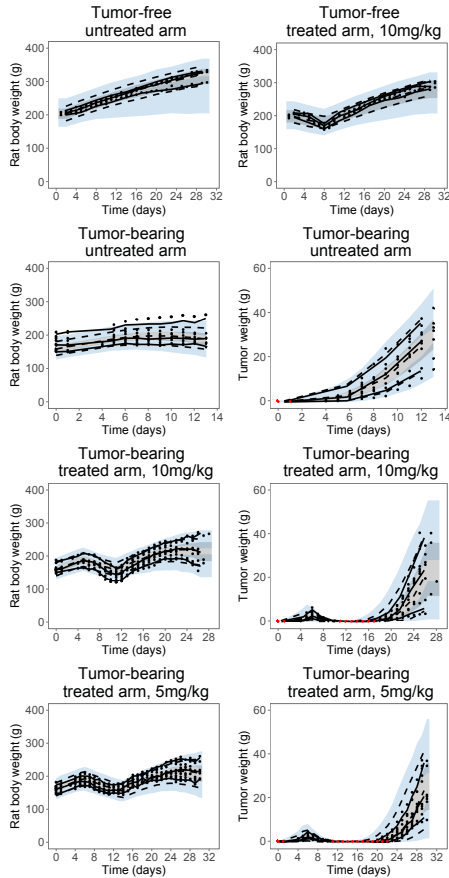 Tumor-free
untreated arm
Rat body weight (g)
400
300
200
100
0
0 4 8 12 16 20 24 28 32
Time (days)
Tumor-free
treated arm, 10mg/kg
Rat body weight (g)
400
300
200
100
0
0 4 8 12 16 20 24 28 32
Time (days)
Tumor-bearing
untreated arm
Rat body weight (g)
400
300
200
100
0
0 2 4 6 8 10 12 14
Time (days)
Tumor-bearing
untreated arm
Tumor weight (g)
60
40
20
0
0 2 4 6 8 10 12 14
Time (days)
Tumor-bearing
treated arm, 10mg/kg
Rat body weight (g)
400
300
200
100
0
0 4 8 12 16 20 24 28
Time (days)
Tumor-bearing
treated arm, 10mg/kg
Tumor weight (g)
60
40
20
0
0 4 8 12 16 20 24 28
Time (days)
Tumor-bearing
treated arm, 5mg/kg
Rat body weight (g)
400
300
200
100
0
0 4 8 12 16 20 24 28 32
Time (days)
Tumor-bearing
treated arm, 5mg/kg
Tumor weight (g)
60
40
20
0
0 4 8 12 16 20 24 28 32
Time (days)